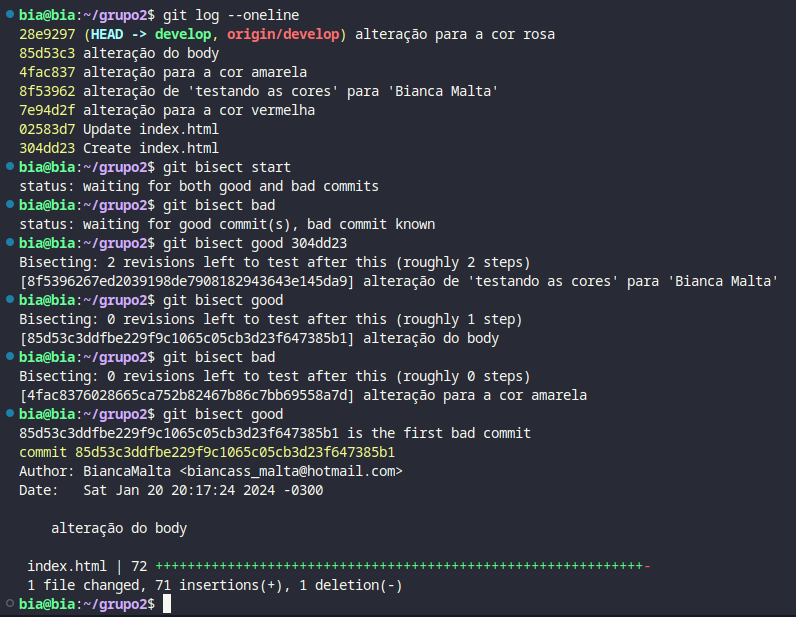 bia@bia:~/grupo2$ git log --oneline
28e9297 (HEAD -> develop, origin/develop) alteração para a cor rosa
85d53c3 alteração do body
4fac837 alteração para a cor amarela
8f53962 alteração de 'testando as cores' para 'Bianca Malta'
7e94d2f alteração para a cor vermelha
02583d7 Update index.html
304dd23 Create index.html
bia@bia:~/grupo2$ git bisect start
status: waiting for both good and bad commits
bia@bia:~/grupo2$ git bisect bad
status: waiting for good commit(s), bad commit known
bia@bia:~/grupo2$ git bisect good 304dd23
Bisecting: 2 revisions left to test after this (roughly 2 steps)
[8f5396267ed2039198de7908182943643e145da9] alteração de 'testando as cores' para 'Bianca Malta'
bia@bia:~/grupo2$ git bisect good
Bisecting: 0 revisions left to test after this (roughly 1 step)
[85d53c3ddfbe229f9c1065c05cb3d23f647385b1] alteração do body
bia@bia:~/grupo2$ git bisect bad
Bisecting: 0 revisions left to test after this (roughly 0 steps)
[4fac8376028665ca752b82467b86c7bb69558a7d] alteração para a cor amarela
bia@bia:~/grupo2$ git bisect good
85d53c3ddfbe229f9c1065c05cb3d23f647385b1 is the first bad commit
commit 85d53c3ddfbe229f9c1065c05cb3d23f647385b1
Author: BiancaMalta <biancass_malta@hotmail.com>
Date:   Sat Jan 20 20:17:24 2024 -0300
    alteração do body
 index.html | 72 +++++++++++++++++++++++++++++++++++++++++++++++++++++++++++++-
 1 file changed, 71 insertions(+), 1 deletion(-)
bia@bia:~/grupo2$